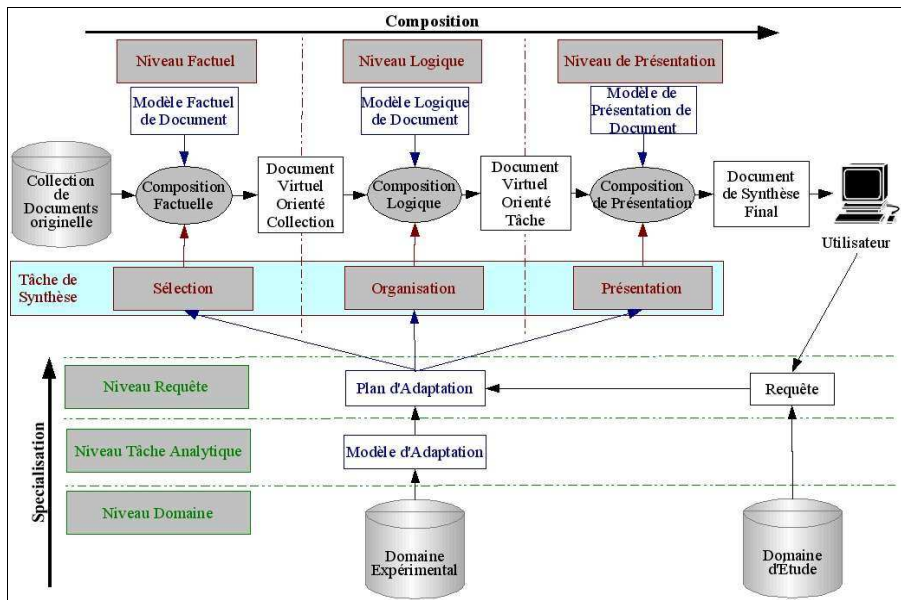 Composition
Niveau Factuel
Niveau Logique
Niveau de Présentation
Modèle Factuel
de Document
Modèle Logique
de Document
Modèle de
Présentation de
Document
Collection
de
Documents
originelle
Composition
Factuelle
Document
Virtuel
Orienté
Collection
Composition
Logique
Document
Virtuel
Orienté
Tâche
Composition
de Présentation
Document
de Synthèse
Final
Utilisateur
Tâche de
Synthèse
Sélection
Organisation
Présentation
Specialisation
Niveau Requête
Plan d'Adaptation
Requête
Niveau Tâche Analytique
Modèle d'Adaptation
Niveau Domaine
Domaine
Expérimental
Domaine
d'Etude